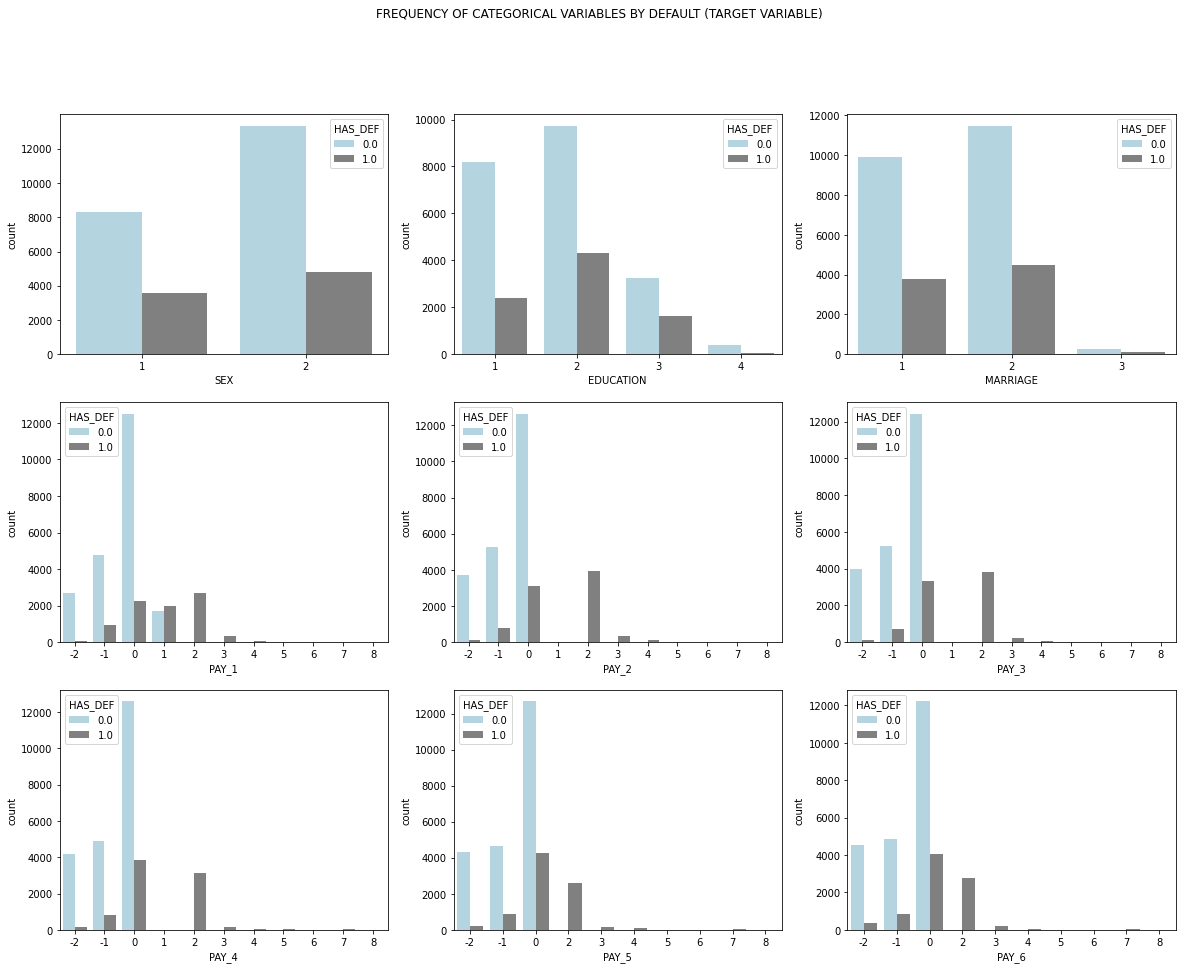 FREQUENCY OF CATEGORICAL VARIABLES BY DEFAULT (TARGET VARIABLE)
HAS_DEF
0.0
1.0
12000
10000
8000
6000
4000
2000
0
count
1 2
SEX
HAS_DEF
0.0
1.0
10000
8000
6000
4000
2000
0
count
1 2 3 4
EDUCATION
HAS_DEF
0.0
1.0
12000
10000
8000
6000
4000
2000
0
count
1 2 3
MARRIAGE
HAS_DEF
0.0
1.0
12000
10000
8000
6000
4000
2000
0
count
-2 -1 0 1 2 3 4 5 6 7 8
PAY_1
HAS_DEF
0.0
1.0
12000
10000
8000
6000
4000
2000
0
count
-2 -1 0 1 2 3 4 5 6 7 8
PAY_2
HAS_DEF
0.0
1.0
12000
10000
8000
6000
4000
2000
0
count
-2 -1 0 1 2 3 4 5 6 7 8
PAY_3
HAS_DEF
0.0
1.0
12000
10000
8000
6000
4000
2000
0
count
-2 -1 0 1 2 3 4 5 6 7 8
PAY_4
HAS_DEF
0.0
1.0
12000
10000
8000
6000
4000
2000
0
count
-2 -1 0 2 3 4 5 6 7 8
PAY_5
HAS_DEF
0.0
1.0
12000
10000
8000
6000
4000
2000
0
count
-2 -1 0 2 3 4 5 6 7 8
PAY_6